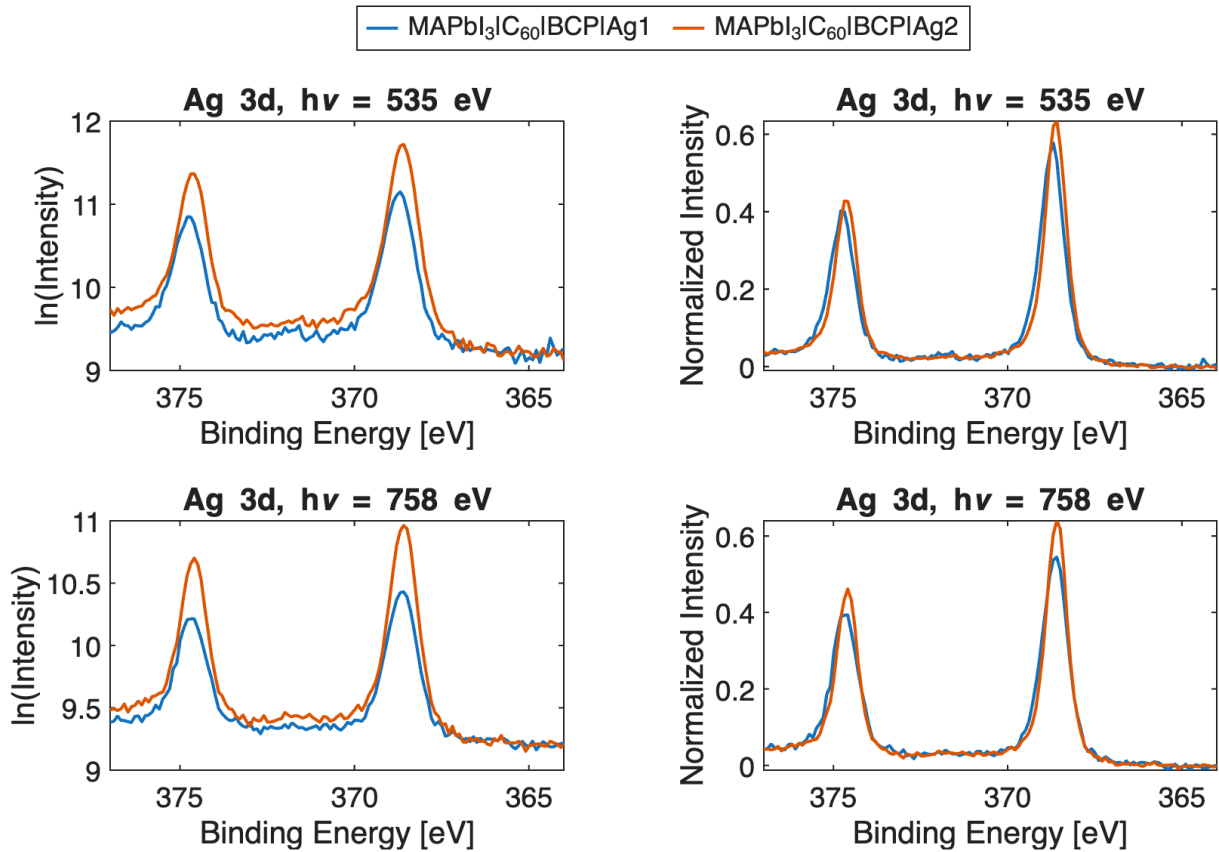 MAPbI₃|C₆₀|BCP|Ag1 MAPbI₃|C₆₀|BCP|Ag2
Ag 3d, hν = 535 eV
12
11
10
9
ln(Intensity)
375 370 365
Binding Energy [eV]
Ag 3d, hν = 535 eV
0.6
0.4
0.2
0
Normalized Intensity
375 370 365
Binding Energy [eV]
Ag 3d, hν = 758 eV
11
10.5
10
9.5
9
ln(Intensity)
375 370 365
Binding Energy [eV]
Ag 3d, hν = 758 eV
0.6
0.4
0.2
0
Normalized Intensity
375 370 365
Binding Energy [eV]